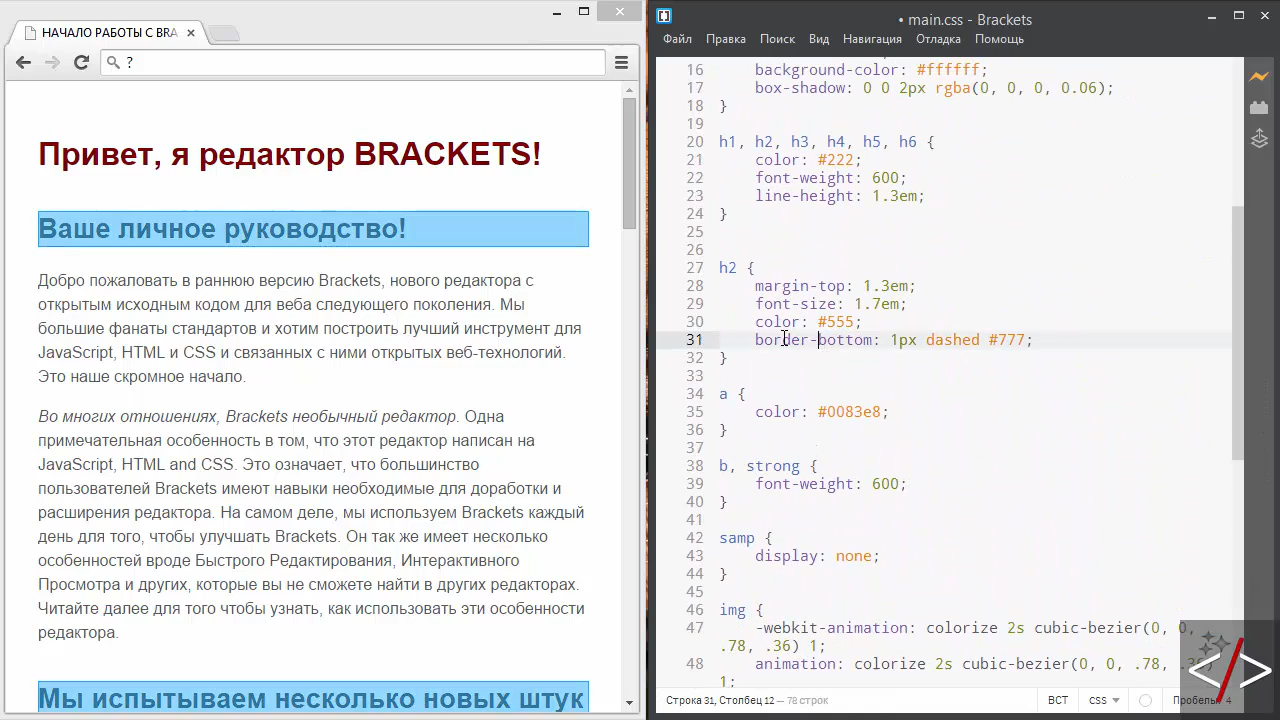 НАЧАЛО РАБОТЫ С BRA
?
Привет, я редактор BRACKETS!
Ваше личное руководство!
Добро пожаловать в раннюю версию Brackets, нового редактора с
открытым исходным кодом для веба следующего поколения. Мы
большие фанаты стандартов и хотим построить лучший инструмент для
JavaScript, HTML и CSS и связанных с ними открытых веб-технологий.
Это наше скромное начало.
Во многих отношениях, Brackets необычный редактор. Одна
примечательная особенность в том, что этот редактор написан на
JavaScript, HTML and CSS. Это означает, что большинство
пользователей Brackets имеют навыки необходимые для доработки и
расширения редактора. На самом деле, мы используем Brackets каждый
день для того, чтобы улучшать Brackets. Он так же имеет несколько
особенностей вроде Быстрого Редактирования, Интерактивного
Просмотра и других, которые вы не сможете найти в других редакторах.
Читайте далее для того чтобы узнать, как использовать эти особенности
редактора.
Мы испытываем несколько новых штук
• main.css - Brackets
Файл Правка Поиск Вид Навигация Отладка Помощь
16 background-color: #ffffff;
17 box-shadow: 0 0 2px rgba(0, 0, 0, 0.06);
18 }
19
20 h1, h2, h3, h4, h5, h6 {
21 color: #222;
22 font-weight: 600;
23 line-height: 1.3em;
24 }
25
26
27 h2 {
28 margin-top: 1.3em;
29 font-size: 1.7em;
30 color: #555;
31 border-bottom: 1px dashed #777;
32 }
33
34 a {
35 color: #0083e8;
36 }
37
38 b, strong {
39 font-weight: 600;
40 }
41
42 samp {
43 display: none;
44 }
45
46 img {
47 -webkit-animation: colorize 2s cubic-bezier(0, 0,
.78, .36) 1;
48 animation: colorize 2s cubic-bezier(0, 0, .78, .36)
1;
Строка 31, Столбец 12 — 78 строк ВСТ CSS Пробелы: 4